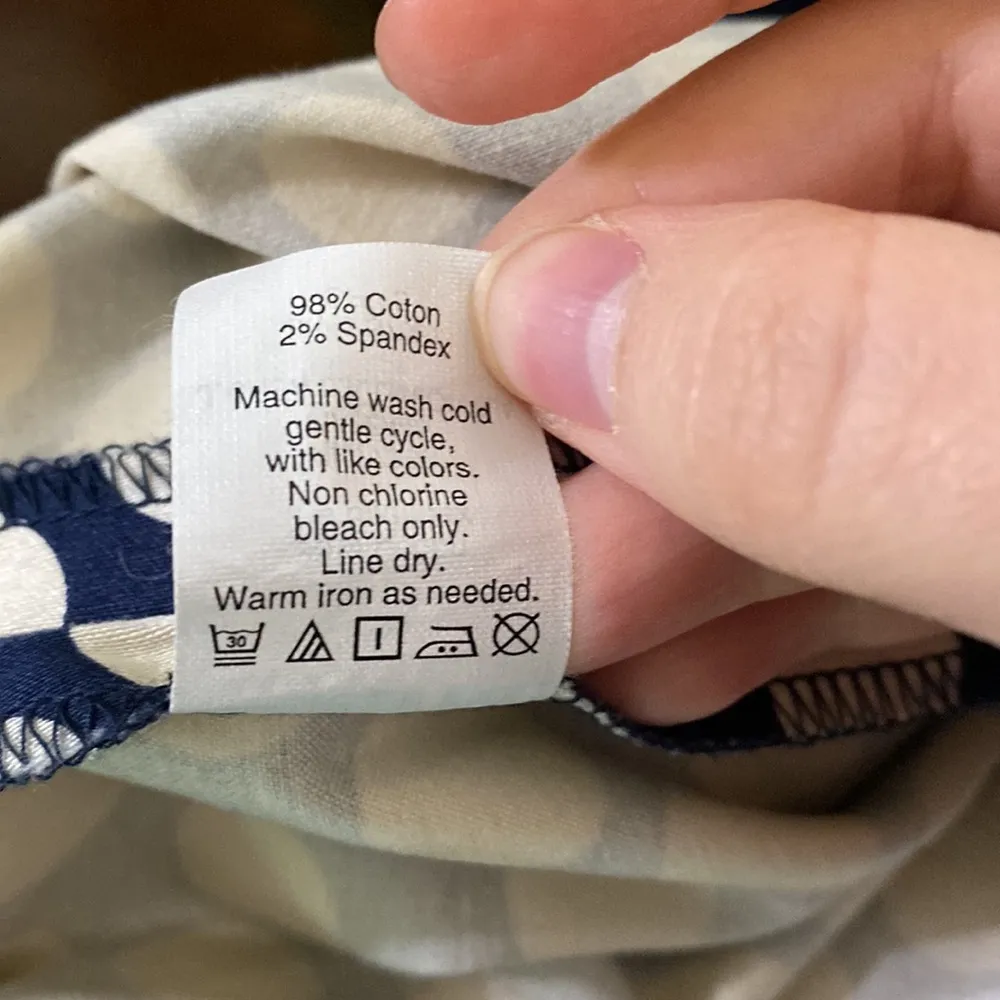 98% Coton
2% Spandex
Machine wash cold
gentle cycle,
with like colors.
Non chlorine
bleach only.
Line dry.
Warm iron as needed.
30